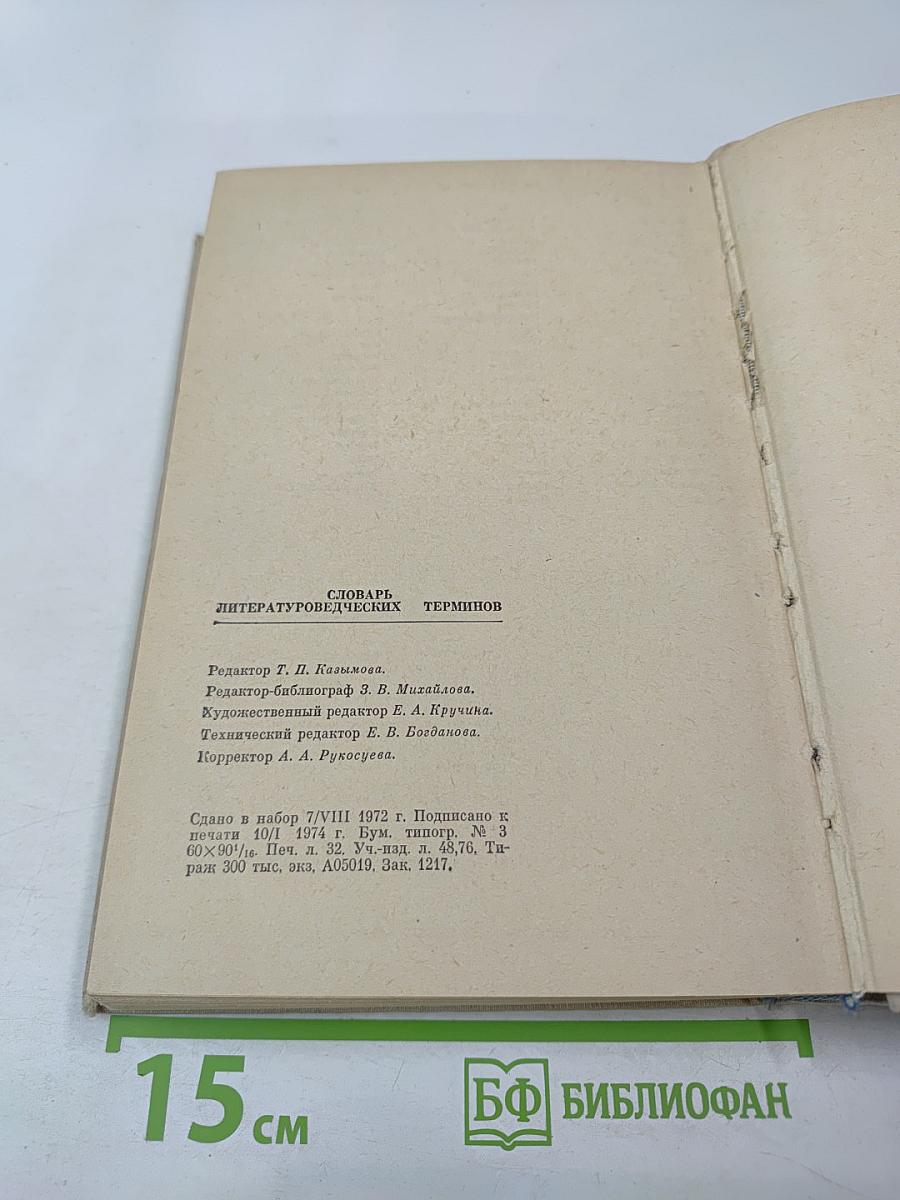 СЛОВАРЬ
ЛИТЕРАТУРОВЕДЧЕСКИХ ТЕРМИНОВ
Редактор Т. П. Казымова.
Редактор-библиограф З. В. Михайлова.
Художественный редактор Е. А. Кручина.
Технический редактор Е. В. Богданова.
Корректор А. А. Рукосуева.
Сдано в набор 7/VIII 1972 г. Подписано к
печати 10/I 1974 г. Бум. типогр. № 3
60×90¹/₁₆. Печ. л. 32. Уч.-изд. л. 48,76. Ти-
раж 300 тыс, экз, А05019, Зак, 1217.
15 см
БФ БИБЛИОФАН